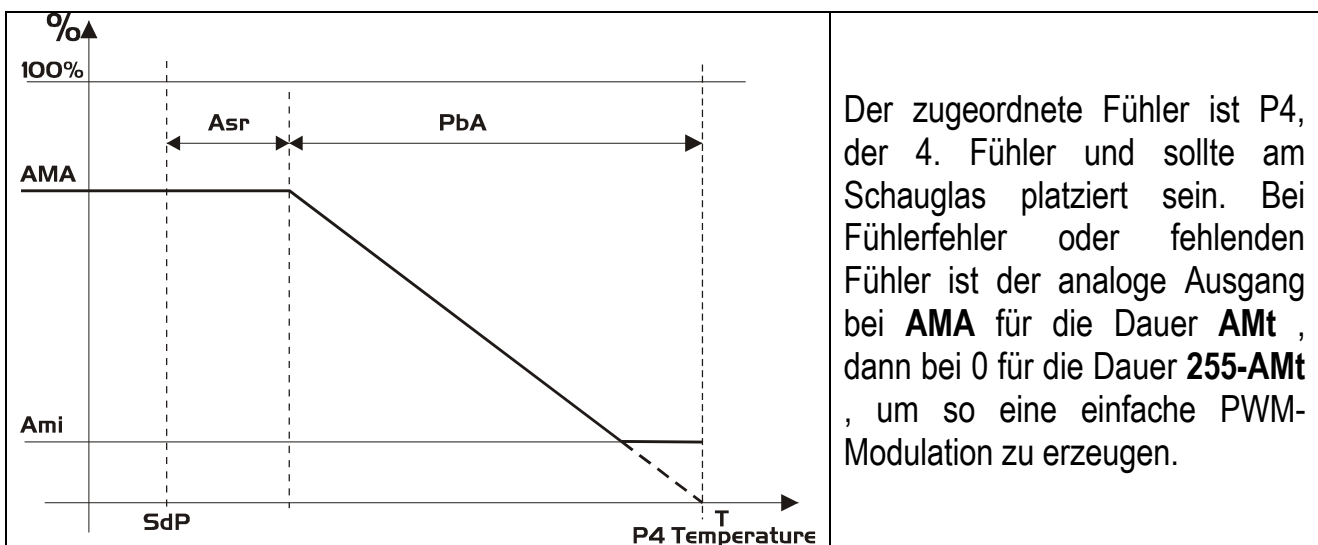 %
100%
Asr
PbA
AMA
Ami
SdP
T
P4 Temperature
Der zugeordnete Fühler ist P4,
der 4. Fühler und sollte am
Schauglas platziert sein. Bei
Fühlerfehler oder fehlenden
Fühler ist der analoge Ausgang
bei AMA für die Dauer AMt ,
dann bei 0 für die Dauer 255-AMt
, um so eine einfache PWM-
Modulation zu erzeugen.